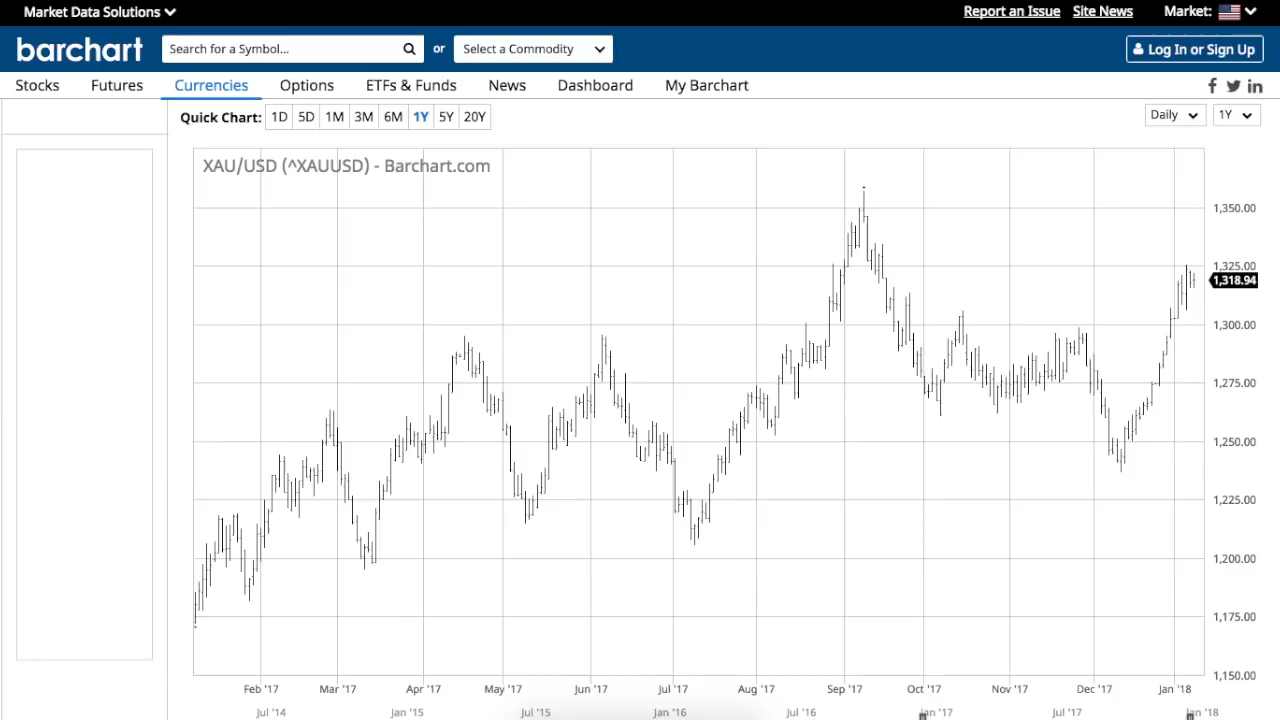 Market Data Solutions
Report an Issue Site News Market:
barchart Search for a Symbol... or Select a Commodity Log In or Sign Up
Stocks Futures Currencies Options ETFs & Funds News Dashboard My Barchart
Quick Chart: 1D 5D 1M 3M 6M 1Y 5Y 20Y Daily 1Y
XAU/USD (^XAUUSD) - Barchart.com
1,350.00
1,325.00
1,318.94
1,300.00
1,275.00
1,250.00
1,225.00
1,200.00
1,175.00
1,150.00
Feb '17 Mar '17 Apr '17 May '17 Jun '17 Jul '17 Aug '17 Sep '17 Oct '17 Nov '17 Dec '17 Jan '18
Jul '14 Jan '15 Jul '15 Jan '16 Jul '16 Jan '17 Jul '17 Jan '18